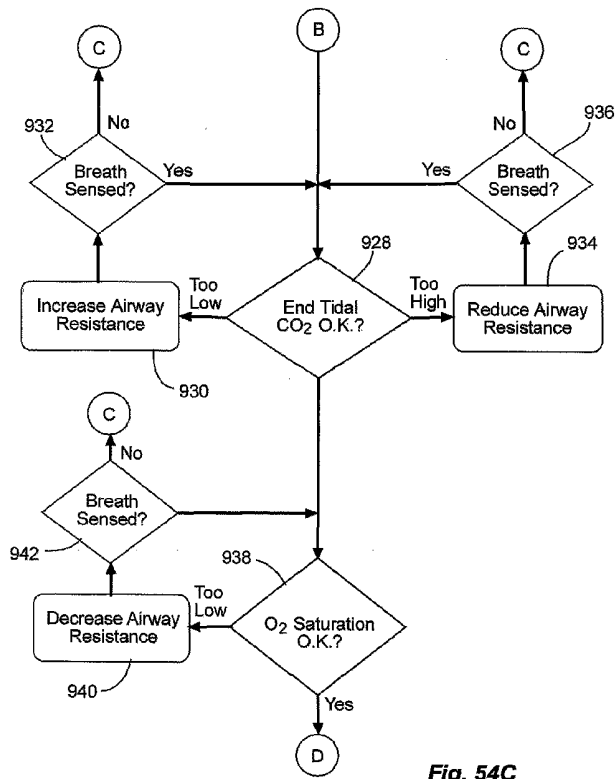 B
C
C
932
No
No
936
Breath
Sensed?
Yes
Yes
Breath
Sensed?
928
934
Increase Airway
Resistance
Too
Low
End Tidal
CO2 O.K.?
Too
High
Reduce Airway
Resistance
930
C
No
Breath
Sensed?
942
938
Too
Low
Decrease Airway
Resistance
O2 Saturation
O.K.?
940
Yes
D
Fig. 54C